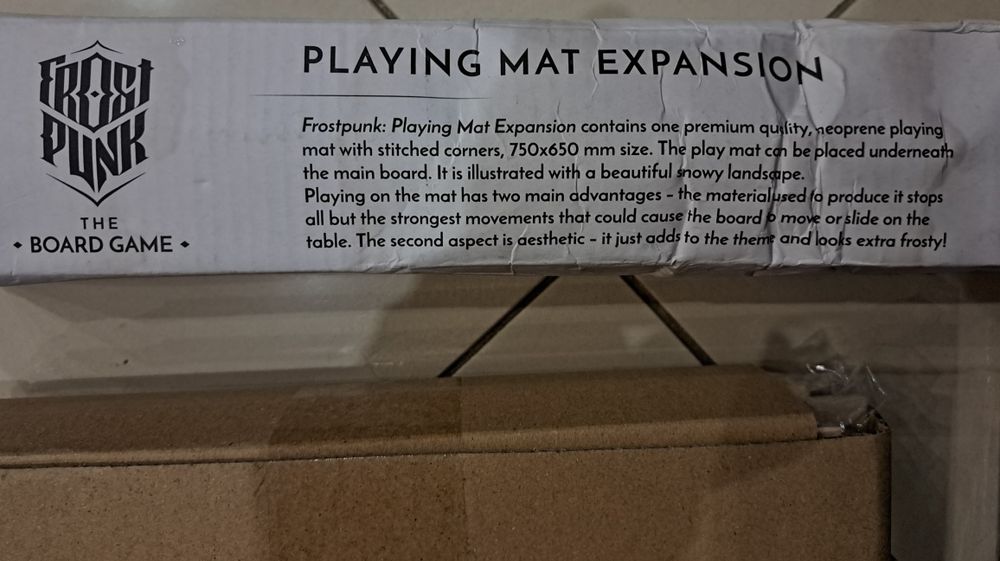 FROST
PUNK
THE
BOARD GAME
PLAYING MAT EXPANSION
Frostpunk: Playing Mat Expansion contains one premium quality, neoprene playing
mat with stitched corners, 750x650 mm size. The play mat can be placed underneath
the main board. It is illustrated with a beautiful snowy landscape.
Playing on the mat has two main advantages – the material used to produce it stops
all but the strongest movements that could cause the board to move or slide on the
table. The second aspect is aesthetic – it just adds to the theme and looks extra frosty!